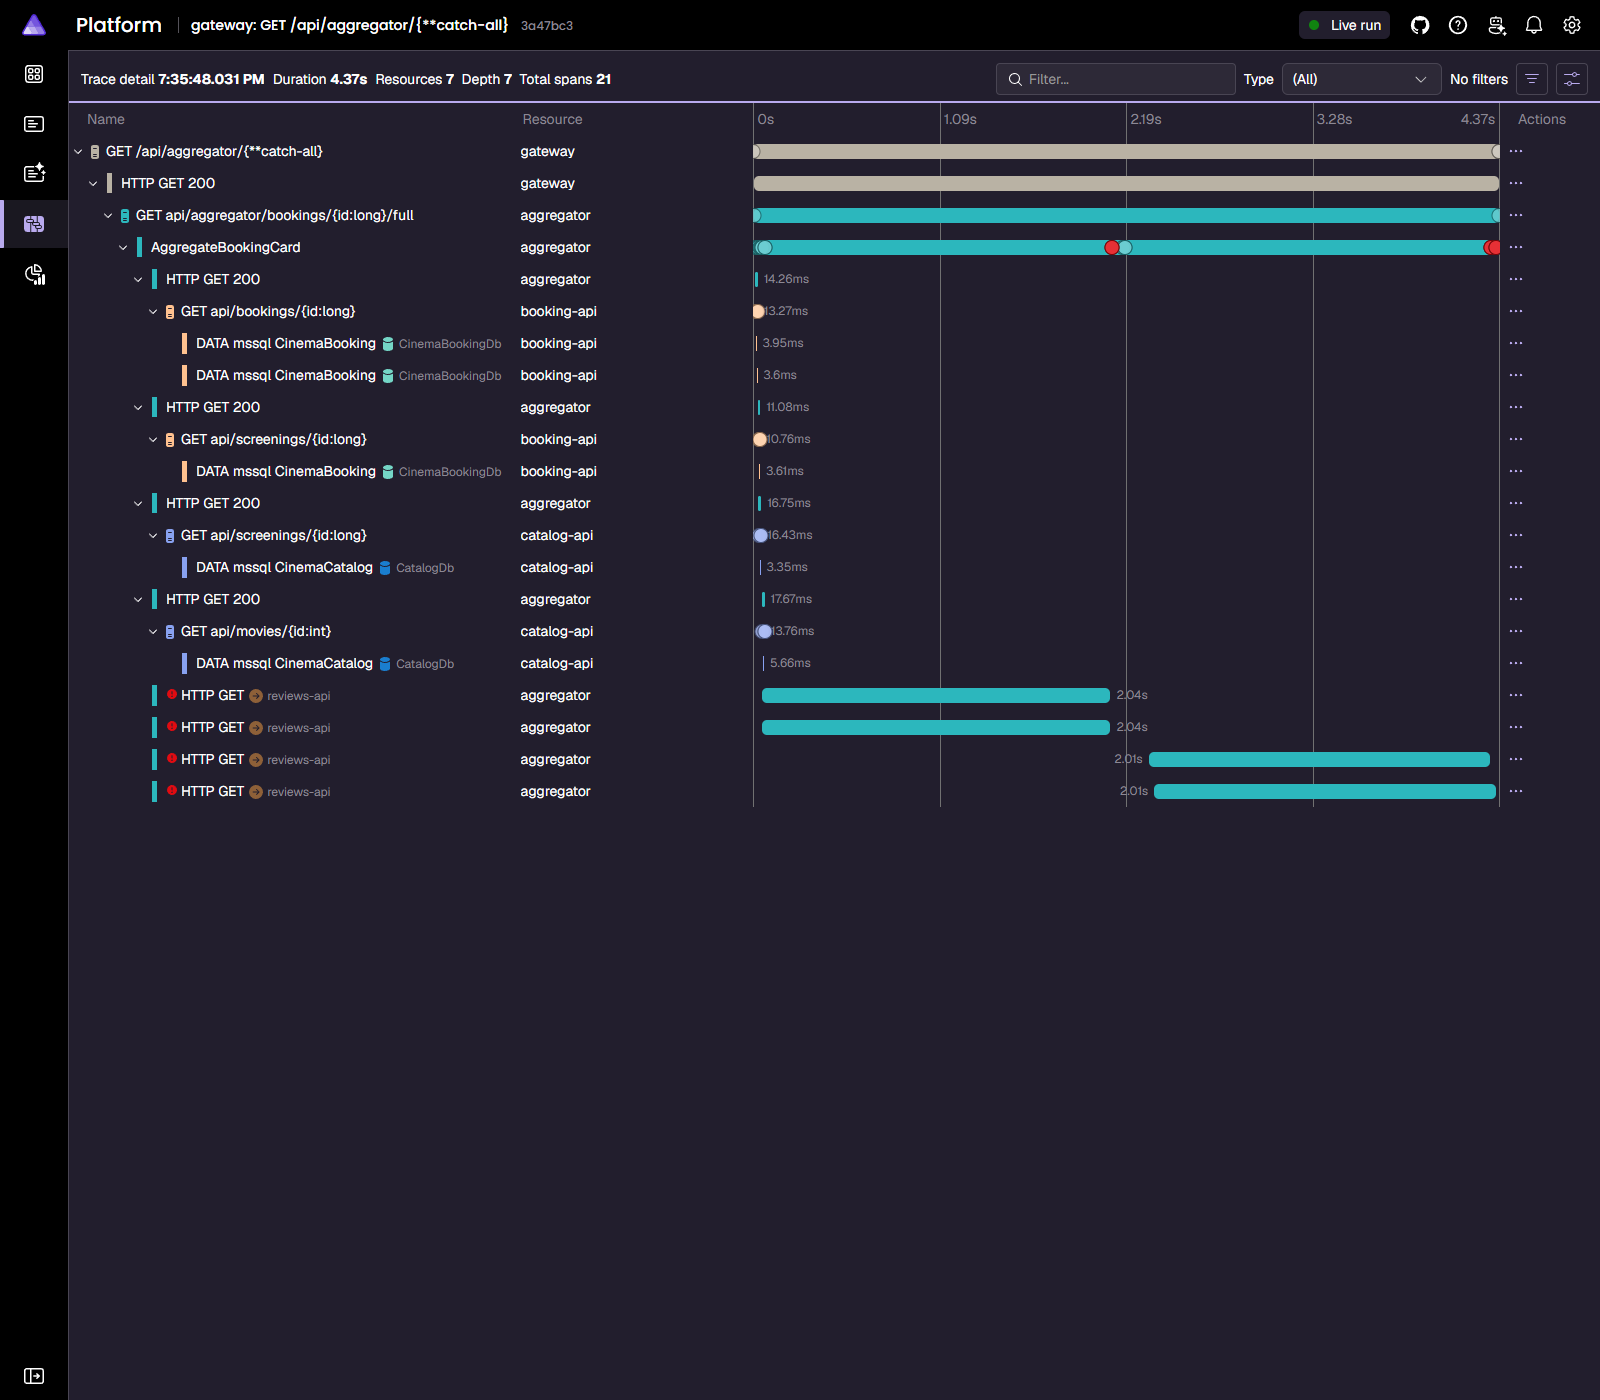 Platform gateway: GET /api/aggregator/{**catch-all} 3a47bc3 Live run
Trace detail 7:35:48.031 PM Duration 4.37s Resources 7 Depth 7 Total spans 21 Filter... Type (All) No filters
Name Resource 0s 1.09s 2.19s 3.28s 4.37s Actions
GET /api/aggregator/{**catch-all} gateway
HTTP GET 200 gateway
GET api/aggregator/bookings/{id:long}/full aggregator
AggregateBookingCard aggregator
HTTP GET 200 aggregator 14.26ms
GET api/bookings/{id:long} booking-api 13.27ms
DATA mssql CinemaBooking CinemaBookingDb booking-api 3.95ms
DATA mssql CinemaBooking CinemaBookingDb booking-api 3.6ms
HTTP GET 200 aggregator 11.08ms
GET api/screenings/{id:long} booking-api 10.76ms
DATA mssql CinemaBooking CinemaBookingDb booking-api 3.61ms
HTTP GET 200 aggregator 16.75ms
GET api/screenings/{id:long} catalog-api 16.43ms
DATA mssql CinemaCatalog CatalogDb catalog-api 3.35ms
HTTP GET 200 aggregator 17.67ms
GET api/movies/{id:int} catalog-api 13.76ms
DATA mssql CinemaCatalog CatalogDb catalog-api 5.66ms
HTTP GET reviews-api aggregator 2.04s
HTTP GET reviews-api aggregator 2.04s
HTTP GET reviews-api aggregator 2.01s
HTTP GET reviews-api aggregator 2.01s